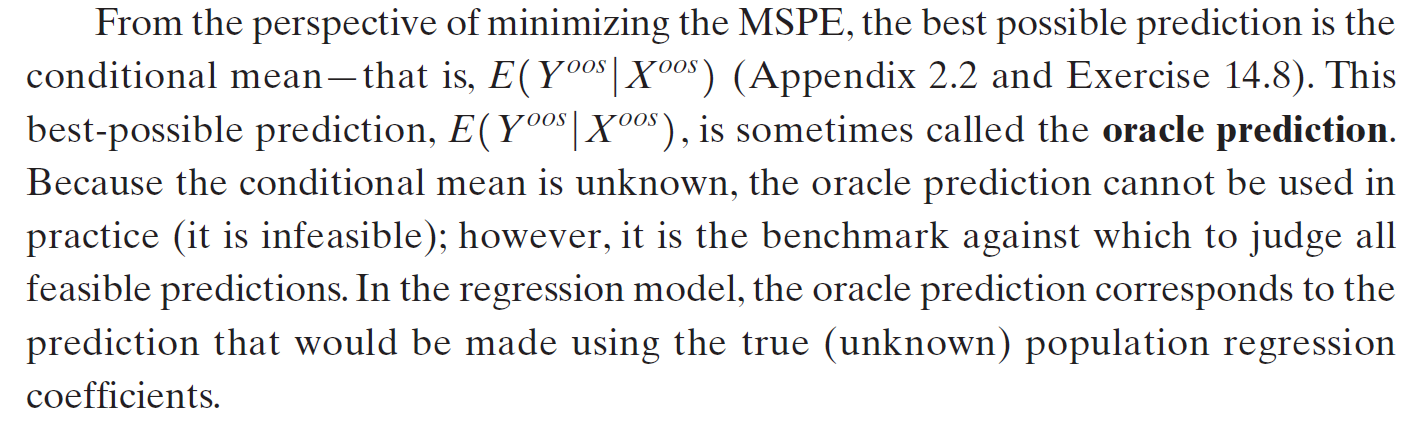 From the perspective of minimizing the MSPE, the best possible prediction is the
conditional mean—that is, E(Y^oos | X^oos) (Appendix 2.2 and Exercise 14.8). This
best-possible prediction, E(Y^oos | X^oos), is sometimes called the oracle prediction.
Because the conditional mean is unknown, the oracle prediction cannot be used in
practice (it is infeasible); however, it is the benchmark against which to judge all
feasible predictions. In the regression model, the oracle prediction corresponds to the
prediction that would be made using the true (unknown) population regression
coefficients.